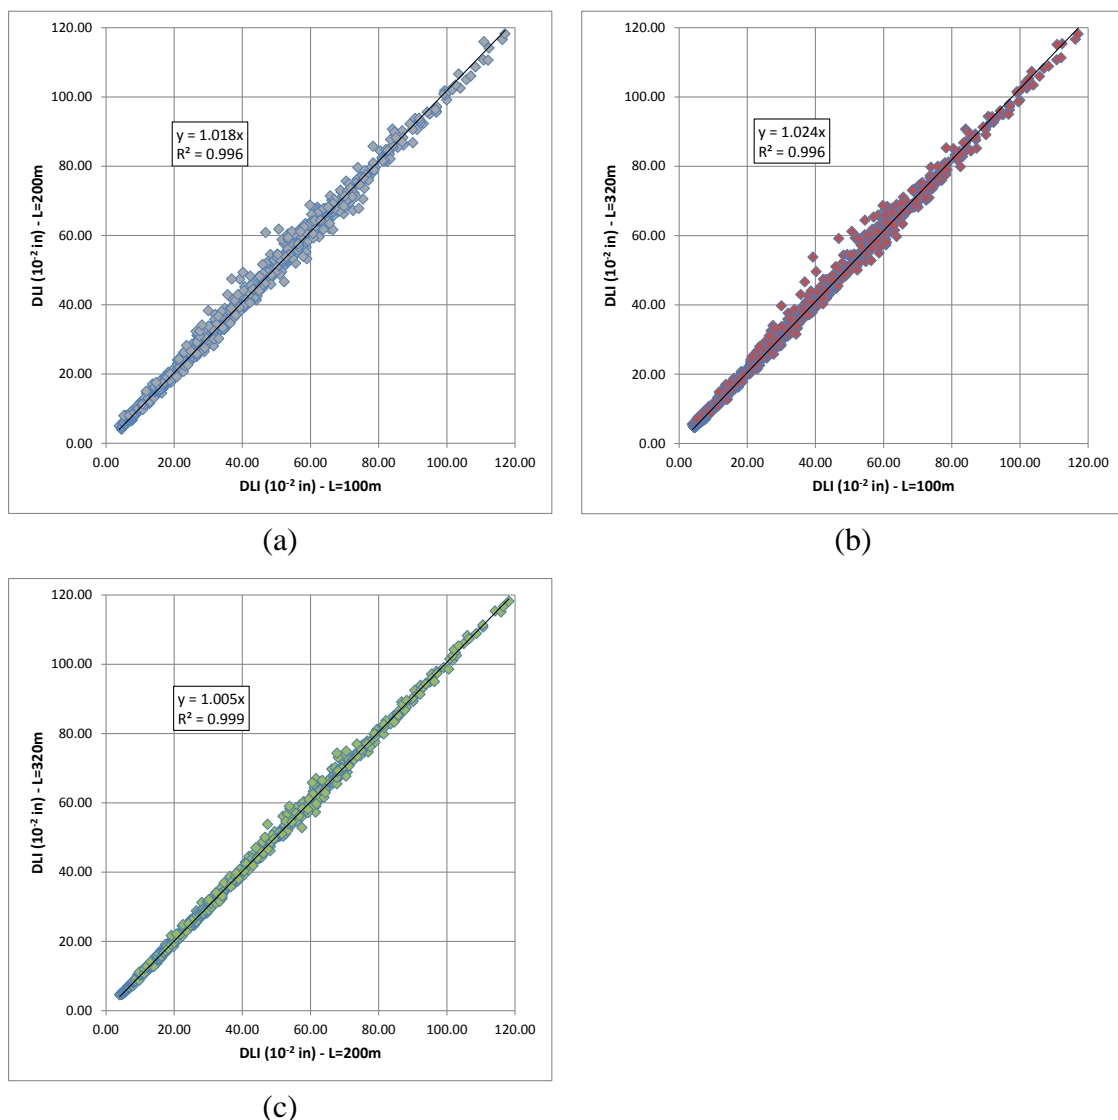 120.00
100.00
80.00
60.00
40.00
20.00
0.00
DLI (10⁻² in) - L=200m
y = 1.018x
R² = 0.996
0.00 20.00 40.00 60.00 80.00 100.00 120.00
DLI (10⁻² in) - L=100m
(a)
120.00
100.00
80.00
60.00
40.00
20.00
0.00
DLI (10⁻² in) - L=320m
y = 1.024x
R² = 0.996
0.00 20.00 40.00 60.00 80.00 100.00 120.00
DLI (10⁻² in) - L=100m
(b)
120.00
100.00
80.00
60.00
40.00
20.00
0.00
DLI (10⁻² in) - L=320m
y = 1.005x
R² = 0.999
0.00 20.00 40.00 60.00 80.00 100.00 120.00
DLI (10⁻² in) - L=200m
(c)